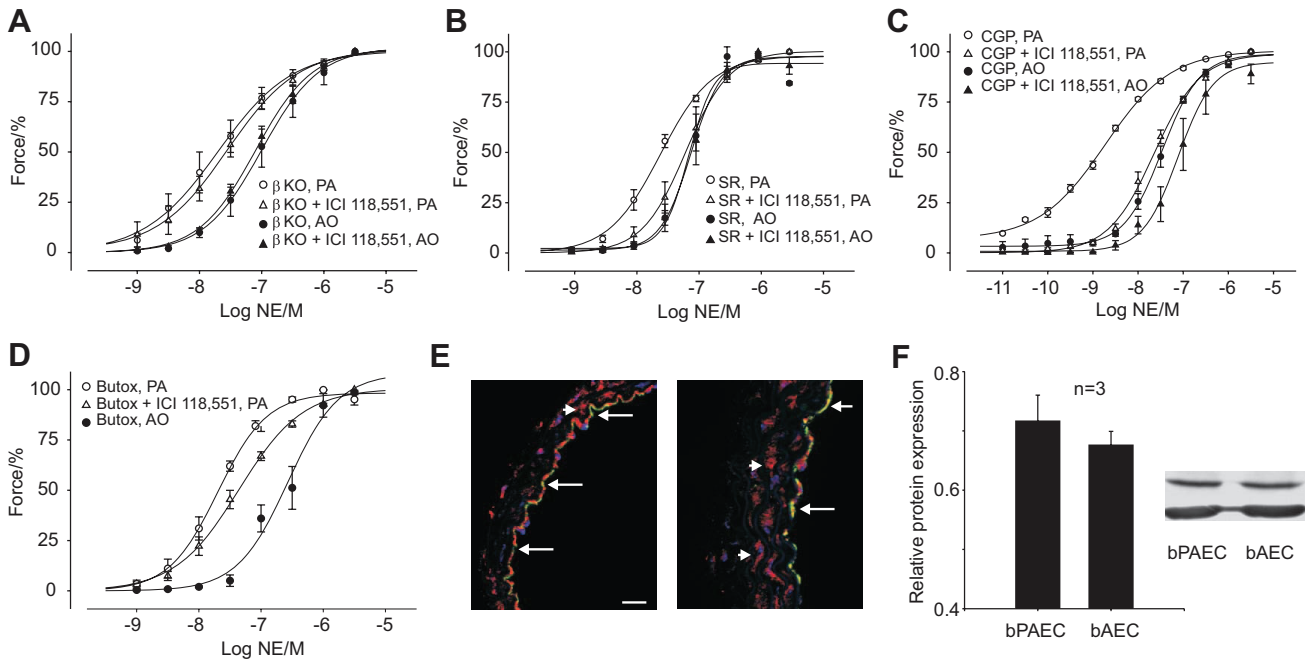 A
Force/%
100
75
50
25
0
β KO, PA
β KO + ICI 118,551, PA
β KO, AO
β KO + ICI 118,551, AO
-9 -8 -7 -6 -5
Log NE/M
B
Force/%
100
75
50
25
0
SR, PA
SR + ICI 118,551, PA
SR, AO
SR + ICI 118,551, AO
-9 -8 -7 -6 -5
Log NE/M
C
Force/%
100
75
50
25
0
CGP, PA
CGP + ICI 118,551, PA
CGP, AO
CGP + ICI 118,551, AO
-11 -10 -9 -8 -7 -6 -5
Log NE/M
D
Force/%
100
75
50
25
0
Butox, PA
Butox + ICI 118,551, PA
Butox, AO
-9 -8 -7 -6 -5
Log NE/M
E
F
Relative protein expression
0.8
0.6
0.4
n=3
bPAEC bAEC
bPAEC bAEC